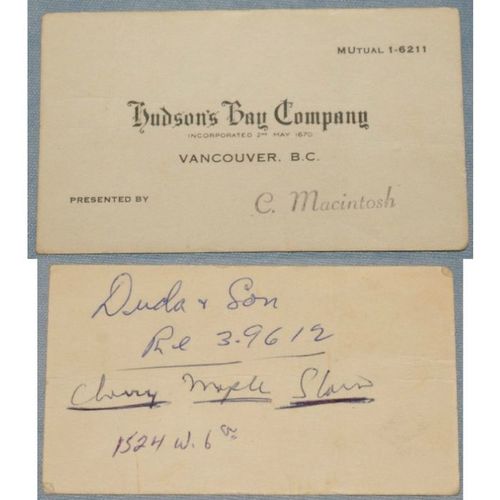 MUTUAL 1-6211
Hudson's Bay Company
INCORPORATED 2ND MAY 1670
VANCOUVER, B.C.
PRESENTED BY
C. Macintosh
Duda & Son
Re 3-9612
Cherry Maple Stain
1524 W. 6th